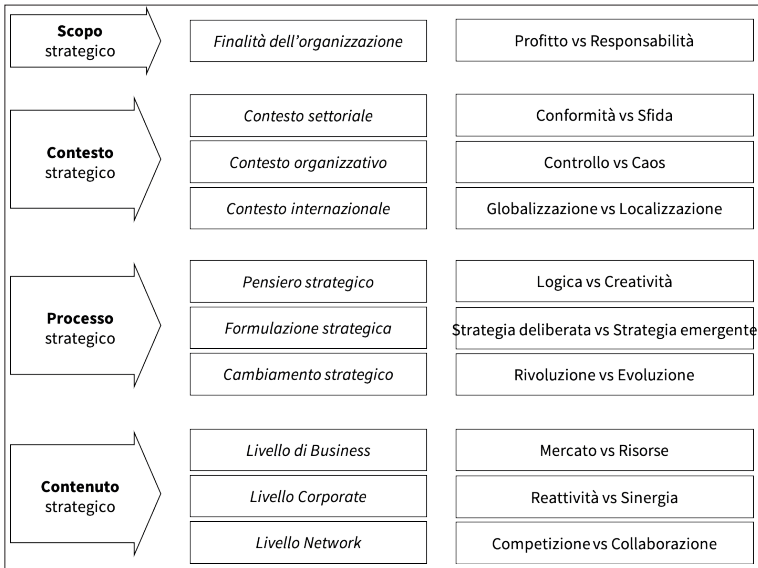 Scopo
strategico
Finalità dell'organizzazione
Profitto vs Responsabilità
Contesto
strategico
Contesto settoriale
Conformità vs Sfida
Contesto organizzativo
Controllo vs Caos
Contesto internazionale
Globalizzazione vs Localizzazione
Processo
strategico
Pensiero strategico
Logica vs Creatività
Formulazione strategica
Strategia deliberata vs Strategia emergente
Cambiamento strategico
Rivoluzione vs Evoluzione
Contenuto
strategico
Livello di Business
Mercato vs Risorse
Livello Corporate
Reattività vs Sinergia
Livello Network
Competizione vs Collaborazione